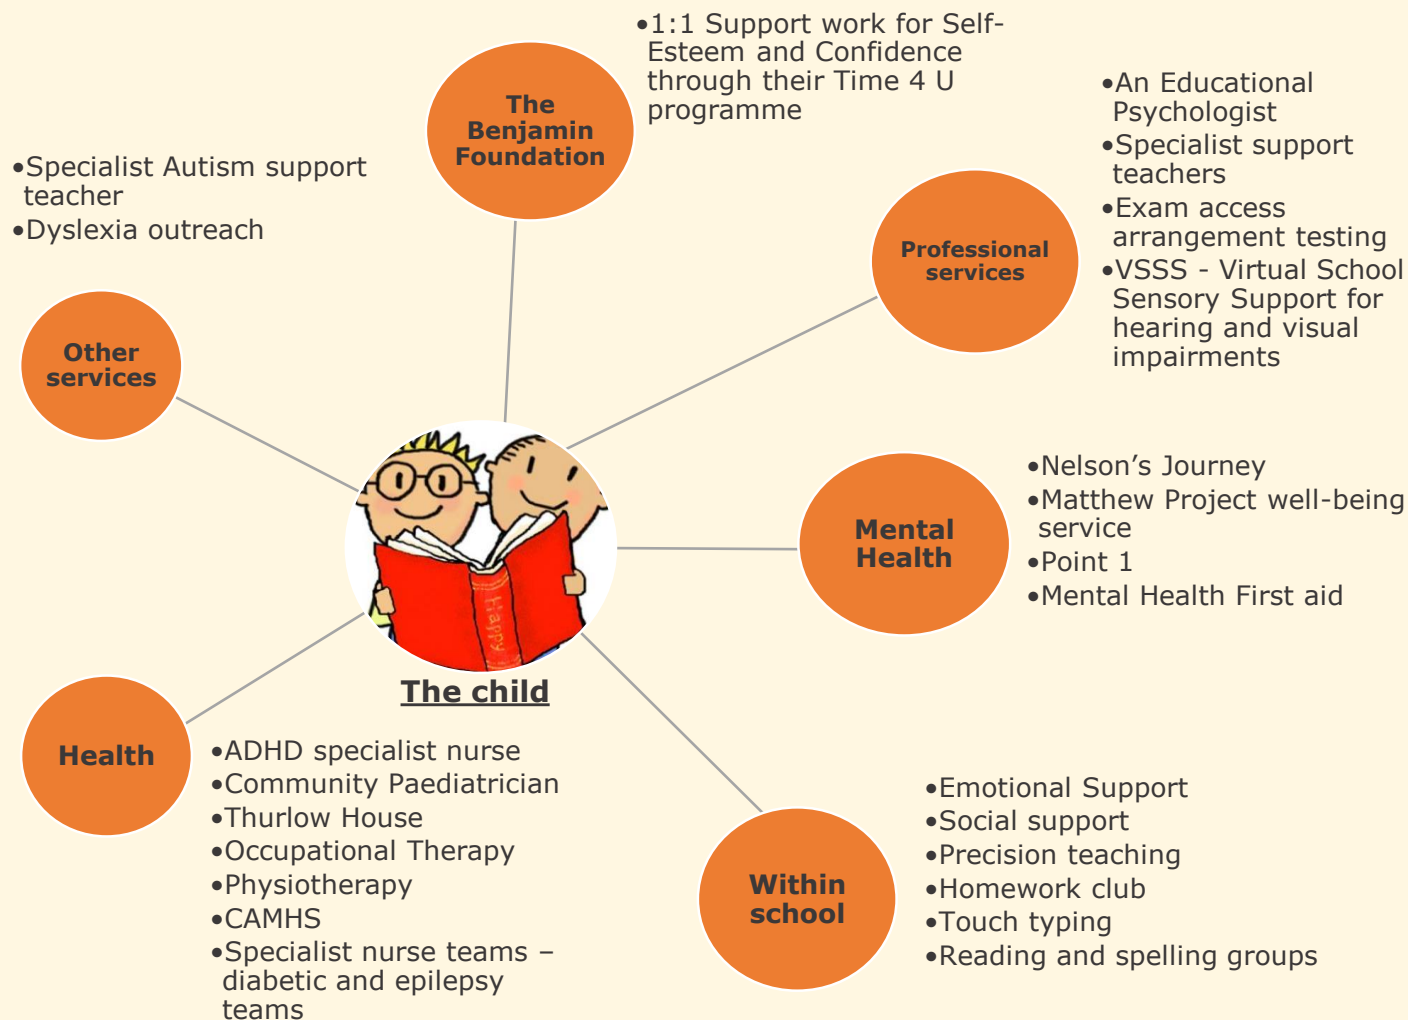 •1:1 Support work for Self-
Esteem and Confidence
through their Time 4 U
programme
The
Benjamin
Foundation
•An Educational
Psychologist
•Specialist support
teachers
•Exam access
arrangement testing
•VSSS - Virtual School
Sensory Support for
hearing and visual
impairments
Professional
services
•Specialist Autism support
teacher
•Dyslexia outreach
Other
services
•Nelson’s Journey
•Matthew Project well-being
service
•Point 1
•Mental Health First aid
Mental
Health
Happy
The child
Health
•ADHD specialist nurse
•Community Paediatrician
•Thurlow House
•Occupational Therapy
•Physiotherapy
•CAMHS
•Specialist nurse teams –
diabetic and epilepsy
teams
Within
school
•Emotional Support
•Social support
•Precision teaching
•Homework club
•Touch typing
•Reading and spelling groups